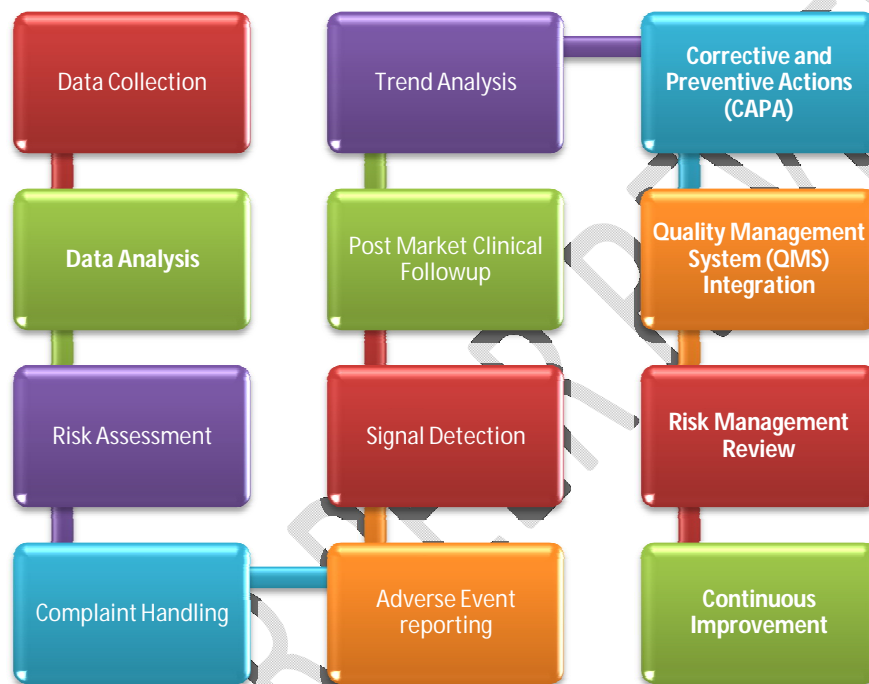 Data Collection
Data Analysis
Risk Assessment
Complaint Handling
Adverse Event
reporting
Signal Detection
Post Market Clinical
Followup
Trend Analysis
Corrective and
Preventive Actions
(CAPA)
Quality Management
System (QMS)
Integration
Risk Management
Review
Continuous
Improvement